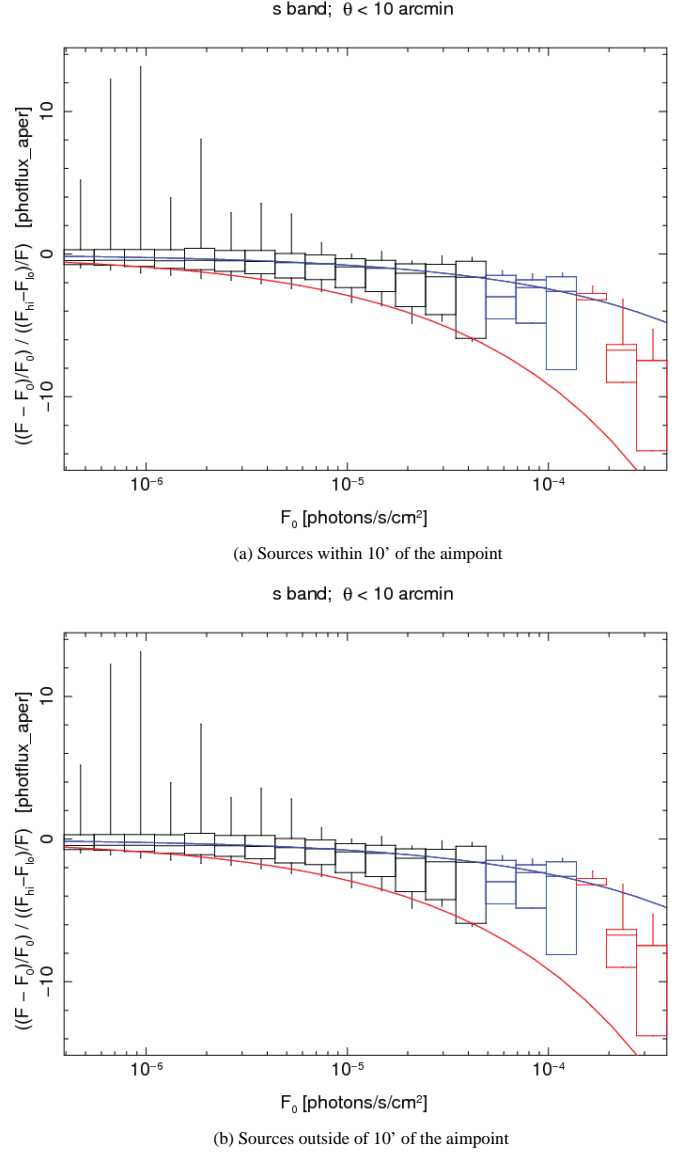 s band; θ < 10 arcmin
((F − F₀)/F₀) / ((Fₕᵢ−Fₗₒ)/F) [photflux_aper]
10
0
−10
10⁻⁶
10⁻⁵
10⁻⁴
F₀ [photons/s/cm²]
(a) Sources within 10’ of the aimpoint
s band; θ < 10 arcmin
((F − F₀)/F₀) / ((Fₕᵢ−Fₗₒ)/F) [photflux_aper]
10
0
−10
10⁻⁶
10⁻⁵
10⁻⁴
F₀ [photons/s/cm²]
(b) Sources outside of 10’ of the aimpoint